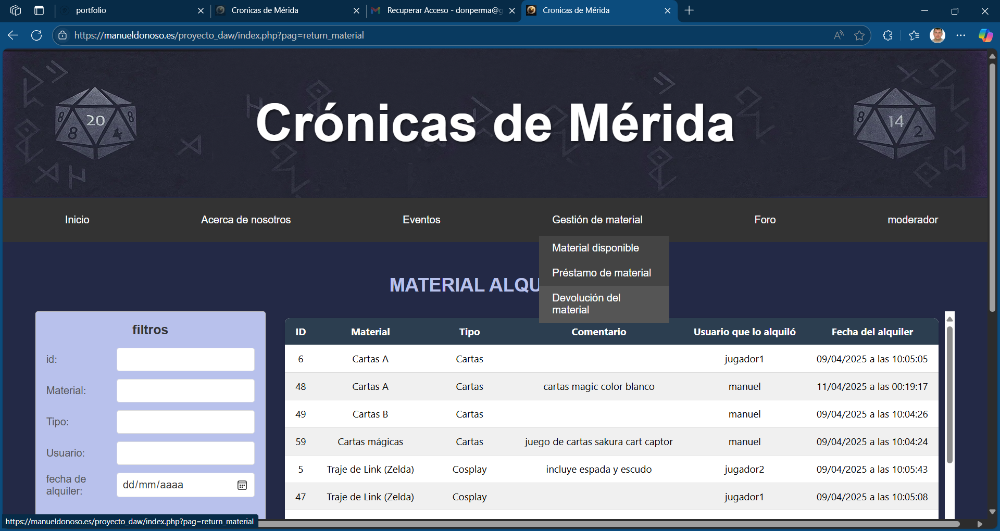 portfolio
Cronicas de Mérida
Recuperar Acceso - donperma@g
Cronicas de Mérida
https://manueldonoso.es/proyecto_daw/index.php?pag=return_material
20
8
8
8
4
Crónicas de Mérida
8
14
2
Inicio
Acerca de nosotros
Eventos
Gestión de material
Foro
moderador
Material disponible
Préstamo de material
Devolución del
material
MATERIAL ALQU
filtros
id:
Material:
Tipo:
Usuario:
fecha de
alquiler:
dd/mm/aaaa
ID Material Tipo Comentario Usuario que lo alquiló Fecha del alquiler
6 Cartas A Cartas jugador1 09/04/2025 a las 10:05:05
48 Cartas A Cartas cartas magic color blanco manuel 11/04/2025 a las 00:19:17
49 Cartas B Cartas manuel 09/04/2025 a las 10:04:26
59 Cartas mágicas Cartas juego de cartas sakura cart captor manuel 09/04/2025 a las 10:04:24
5 Traje de Link (Zelda) Cosplay incluye espada y escudo jugador2 09/04/2025 a las 10:05:43
47 Traje de Link (Zelda) Cosplay jugador1 09/04/2025 a las 10:05:08
https://manueldonoso.es/proyecto_daw/index.php?pag=return_material